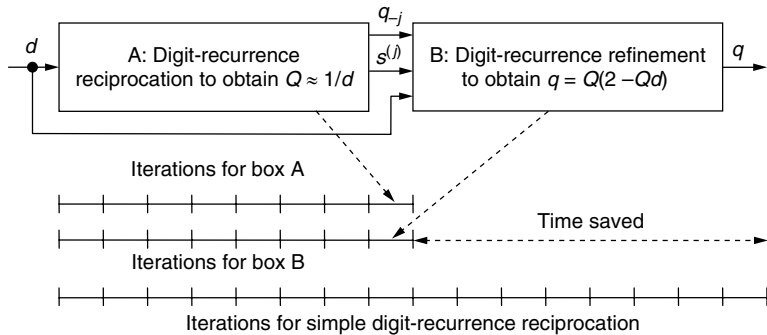 d
A: Digit-recurrence
reciprocation to obtain Q ≈ 1/d
q₋ⱼ
s⁽ʲ⁾
B: Digit-recurrence refinement
to obtain q = Q(2 –Qd)
q
Iterations for box A
Time saved
Iterations for box B
Iterations for simple digit-recurrence reciprocation